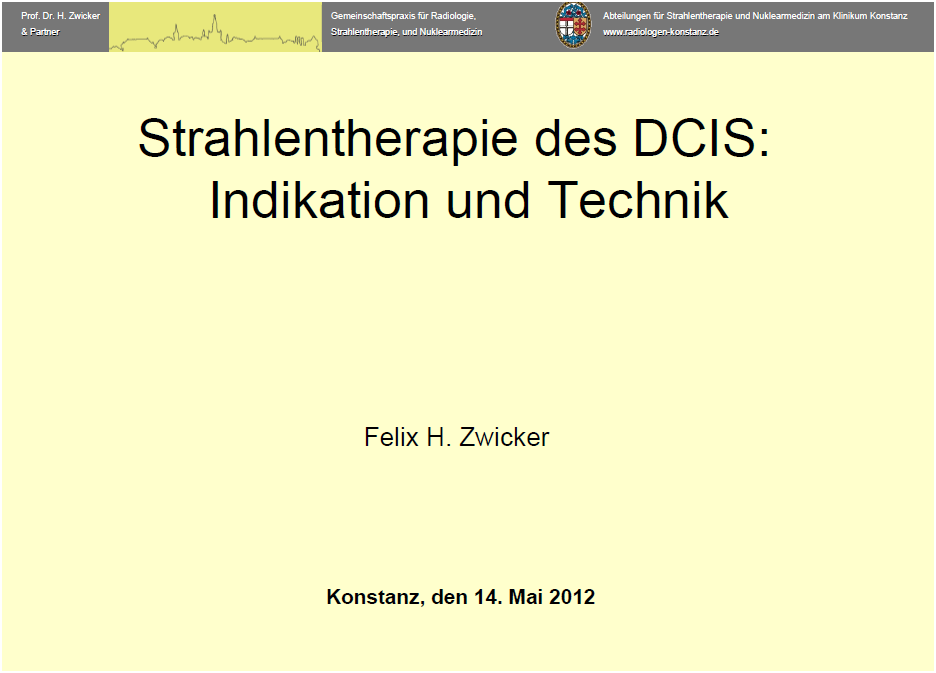 Prof. Dr. H. Zwicker
& Partner
Gemeinschaftspraxis für Radiologie,
Strahlentherapie, und Nuklearmedizin
Abteilungen für Strahlentherapie und Nuklearmedizin am Klinikum Konstanz
www.radiologen-konstanz.de
Strahlentherapie des DCIS:
Indikation und Technik
Felix H. Zwicker
Konstanz, den 14. Mai 2012